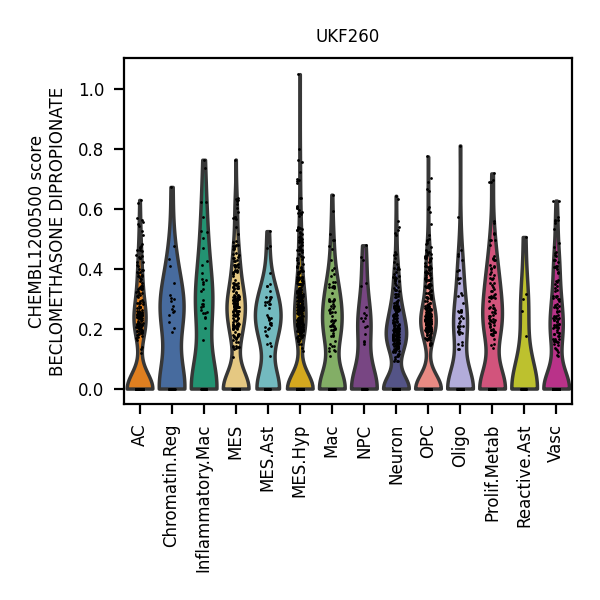 UKF260
CHEMBL1200500 score
BECLOMETHASONE DIPROPIONATE
1.0
0.8
0.6
0.4
0.2
0.0
AC
Chromatin.Reg
Inflammatory.Mac
MES
MES.Ast
MES.Hyp
Mac
NPC
Neuron
OPC
Oligo
Prolif.Metab
Reactive.Ast
Vasc